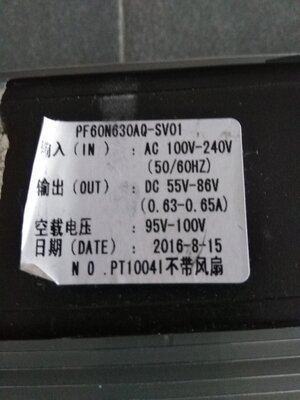 PF60N630AQ-SV01
输入（IN ）：AC 100V-240V
(50/60HZ)
输出（OUT）：DC 55V-86V
(0.63-0.65A)
空载电压：95V-100V
日期（DATE）：2016-8-15
N O .PT10041不带风扇